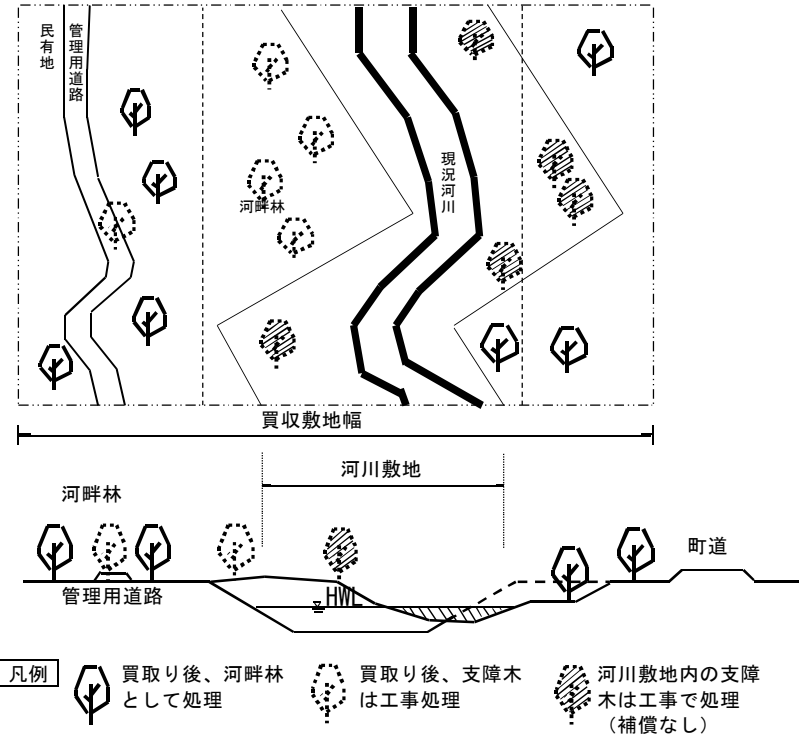 民有地
管理用道路
河畔林
現況河川
買収敷地幅
河川敷地
河畔林
町道
管理用道路
HWL
凡例
買取り後、河畔林
として処理
買取り後、支障木
は工事処理
河川敷地内の支障
木は工事で処理
（補償なし）